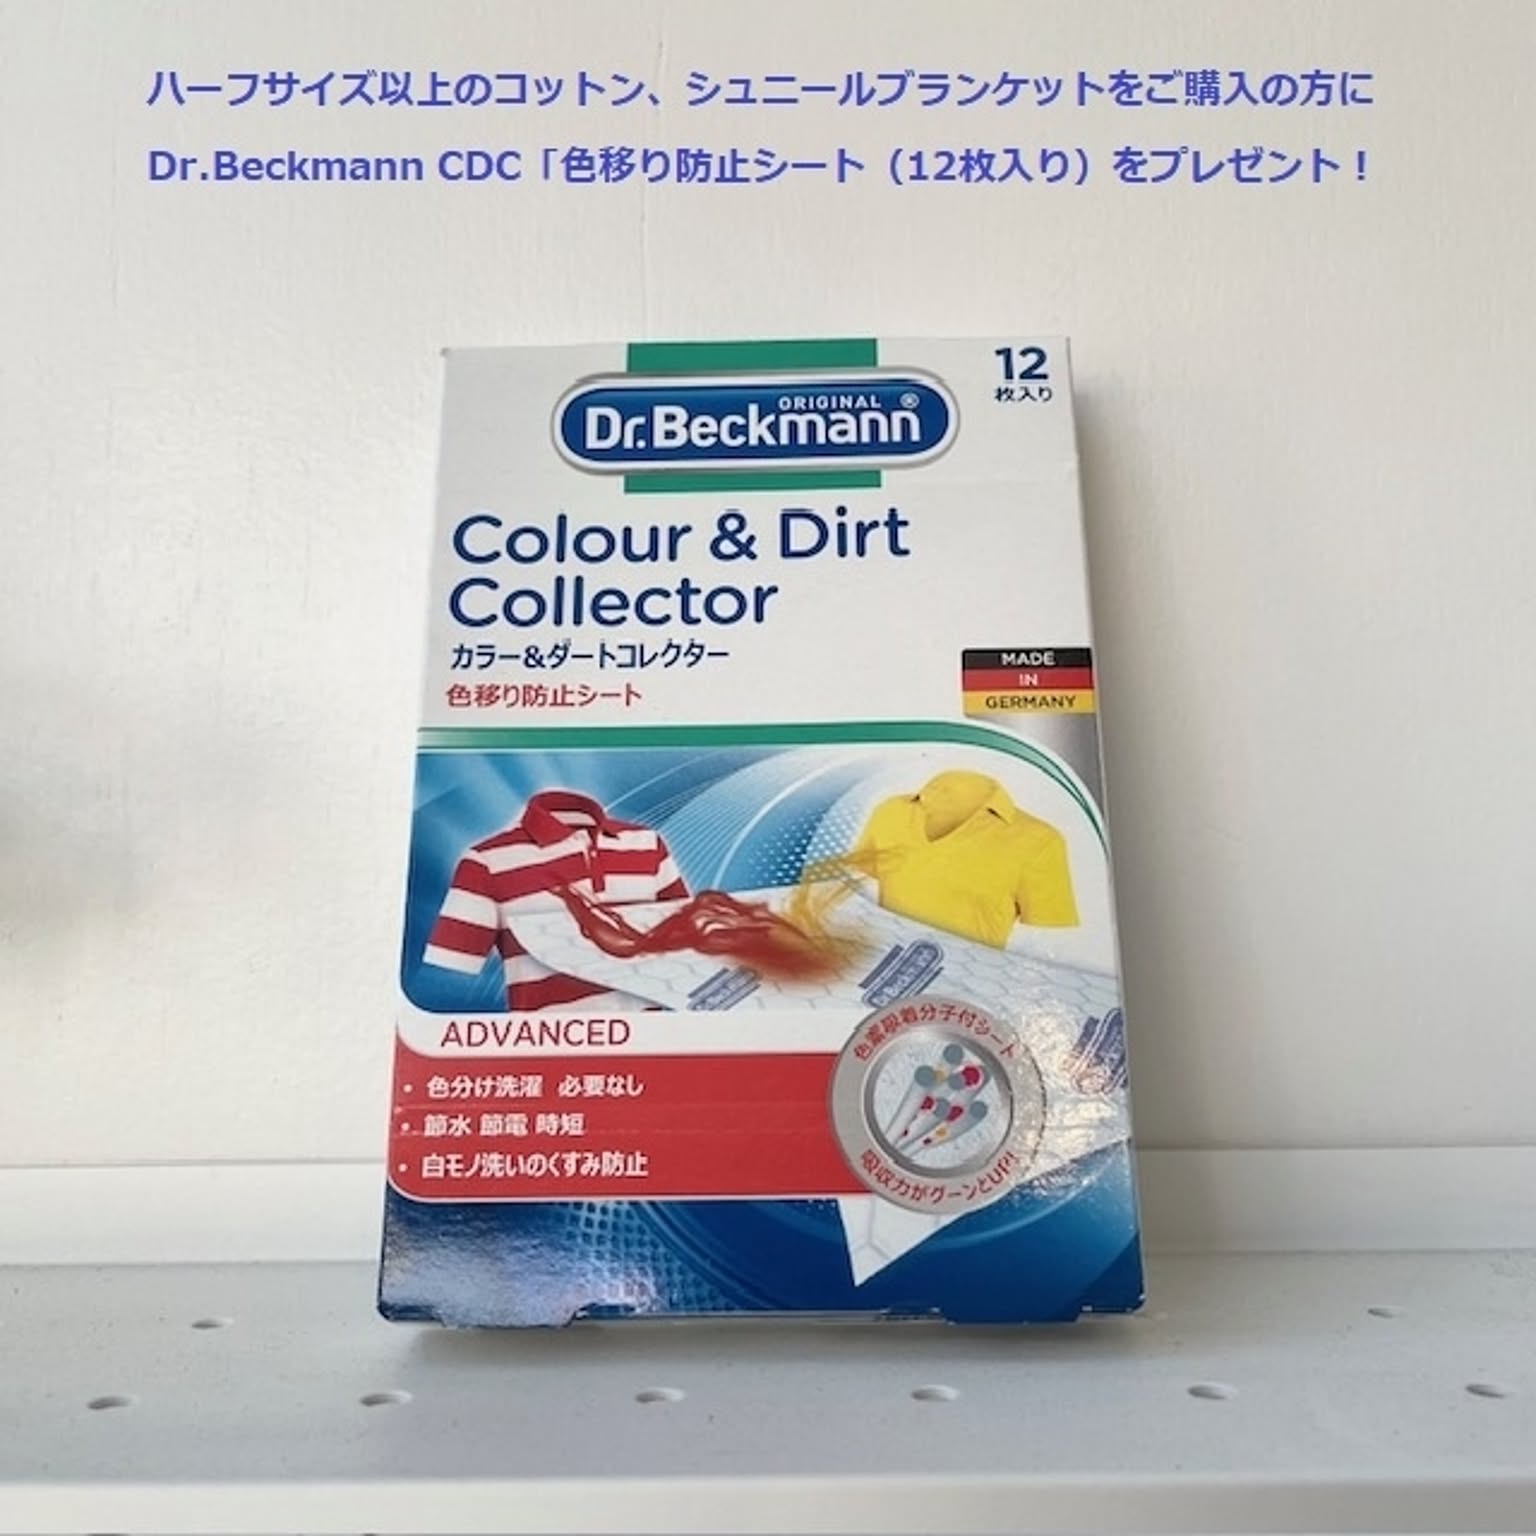 ハーフサイズ以上のコットン、シュニールブランケットをご購入の方に
Dr.Beckmann CDC「色移り防止シート（12枚入り）をプレゼント！
12
枚入り
ORIGINAL
Dr.Beckmann®
Colour & Dirt
Collector
カラー&ダートコレクター
色移り防止シート
MADE
IN
GERMANY
ADVANCED
・色分け洗濯 必要なし
・節水 節電 時短
・白モノ洗いのくすみ防止
色素吸着分子付シート
吸収力がグーンとUP!